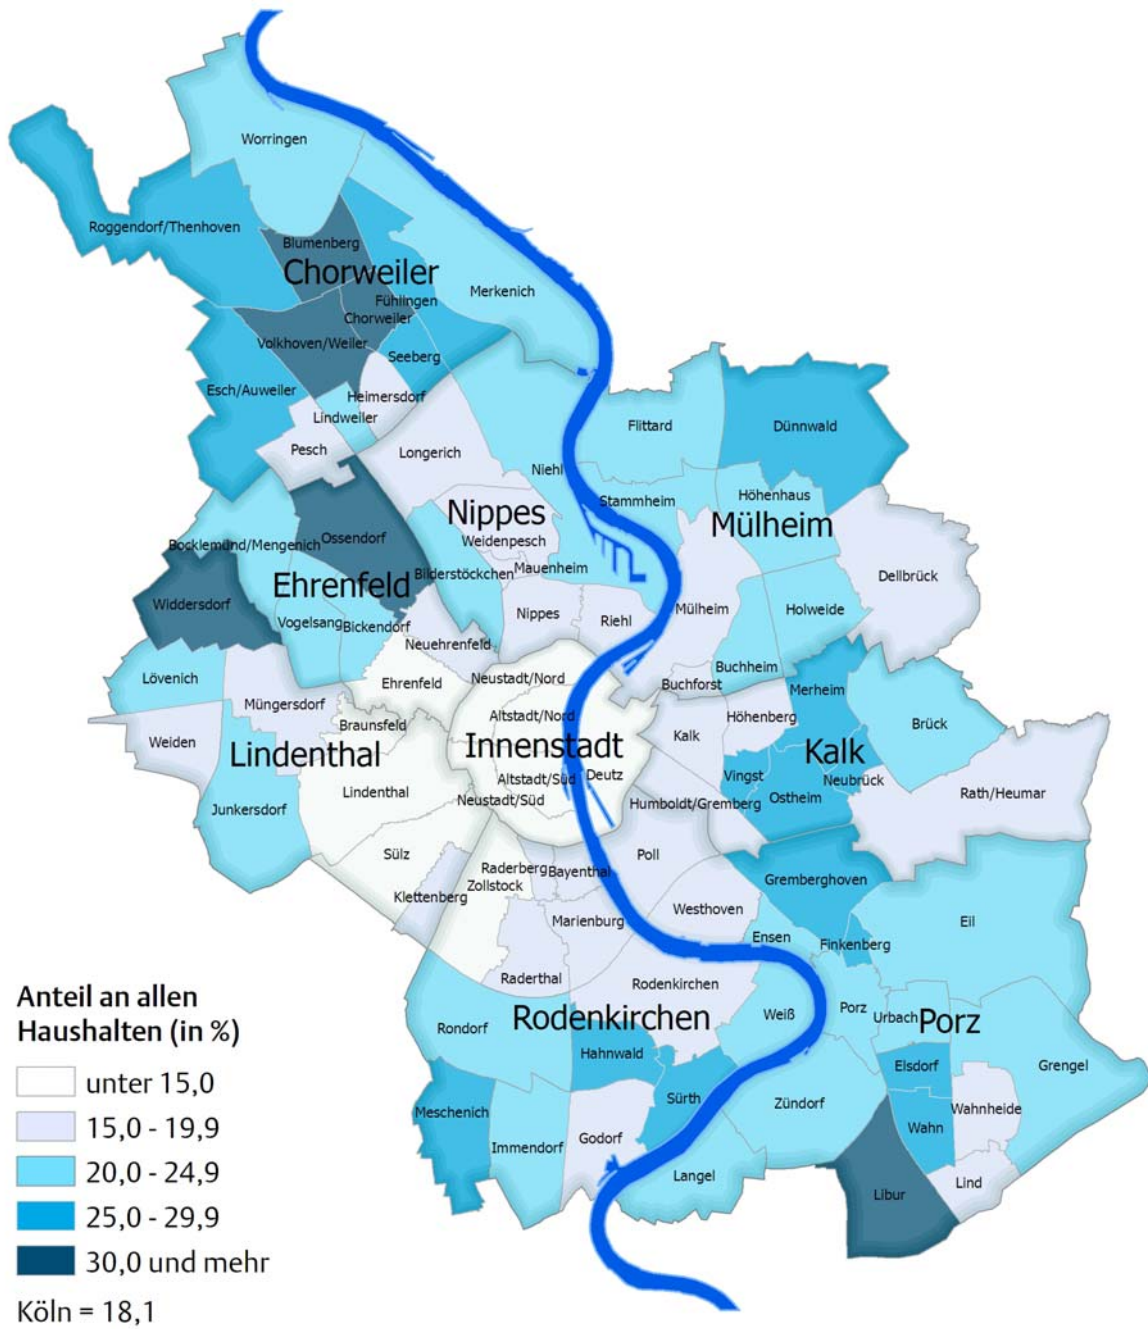 Worringen
Roggendorf/Thenhoven
Blumenberg
Chorweiler
Merkenich
Fühlingen
Chorweiler
Volkhoven/Weiler
Seeberg
Esch/Auweiler
Heimersdorf
Lindweiler
Pesch
Longerich
Flittard
Dünnwald
Niehl
Stammheim
Höhenhaus
Nippes
Mülheim
Weidenpesch
Ossendorf
Bocklemünd/Mengenich
Mauenheim
Bilderstöckchen
Ehrenfeld
Dellbrück
Widdersdorf
Nippes
Riehl
Mülheim
Holweide
Vogelsang
Bickendorf
Neuehrenfeld
Buchheim
Lövenich
Ehrenfeld
Neustadt/Nord
Buchforst
Merheim
Müngersdorf
Altstadt/Nord
Höhenberg
Brück
Braunsfeld
Weiden
Lindenthal
Innenstadt
Kalk
Kalk
Altstadt/Süd
Deutz
Vingst
Neubrück
Lindenthal
Neustadt/Süd
Humboldt/Gremberg
Ostheim
Rath/Heumar
Junkersdorf
Sülz
Poll
Raderberg
Bayenthal
Zollstock
Gremberghoven
Klettenberg
Westhoven
Marienburg
Eil
Ensen
Finkenberg
Raderthal
Rodenkirchen
Rondorf
Rodenkirchen
Weiß
Porz
Urbach
Porz
Hahnwald
Elsdorf
Grengel
Meschenich
Sürth
Zündorf
Wahnheide
Immendorf
Godorf
Wahn
Langel
Libur
Lind
Anteil an allen
Haushalten (in %)
unter 15,0
15,0 - 19,9
20,0 - 24,9
25,0 - 29,9
30,0 und mehr
Köln = 18,1